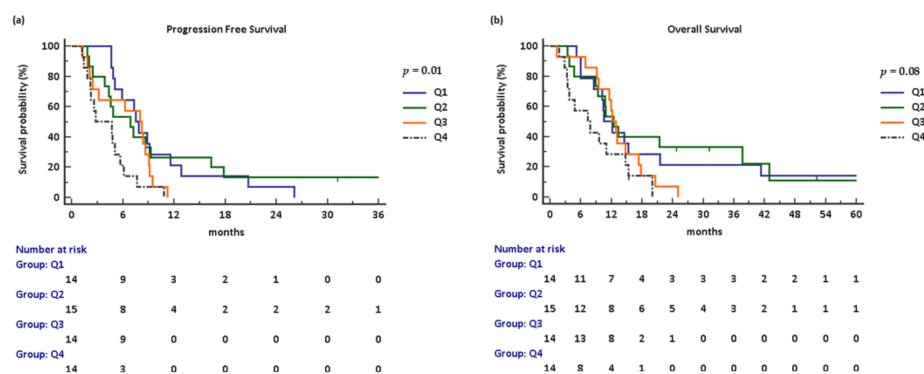 (a)
Progression Free Survival
Survival probability (%)
100
80
60
40
20
0
0 6 12 18 24 30 36
months
p = 0.01
Q1
Q2
Q3
Q4
Number at risk
Group: Q1
14 9 3 2 1 0 0
Group: Q2
15 8 4 2 2 2 1
Group: Q3
14 9 0 0 0 0 0
Group: Q4
14 3 0 0 0 0 0
(b)
Overall Survival
Survival probability (%)
100
80
60
40
20
0
0 6 12 18 24 30 36 42 48 54 60
months
p = 0.08
Q1
Q2
Q3
Q4
Number at risk
Group: Q1
14 11 7 4 3 3 3 2 2 1 1
Group: Q2
15 12 8 6 5 4 3 2 1 1 1
Group: Q3
14 13 8 2 1 0 0 0 0 0 0
Group: Q4
14 8 4 1 0 0 0 0 0 0 0